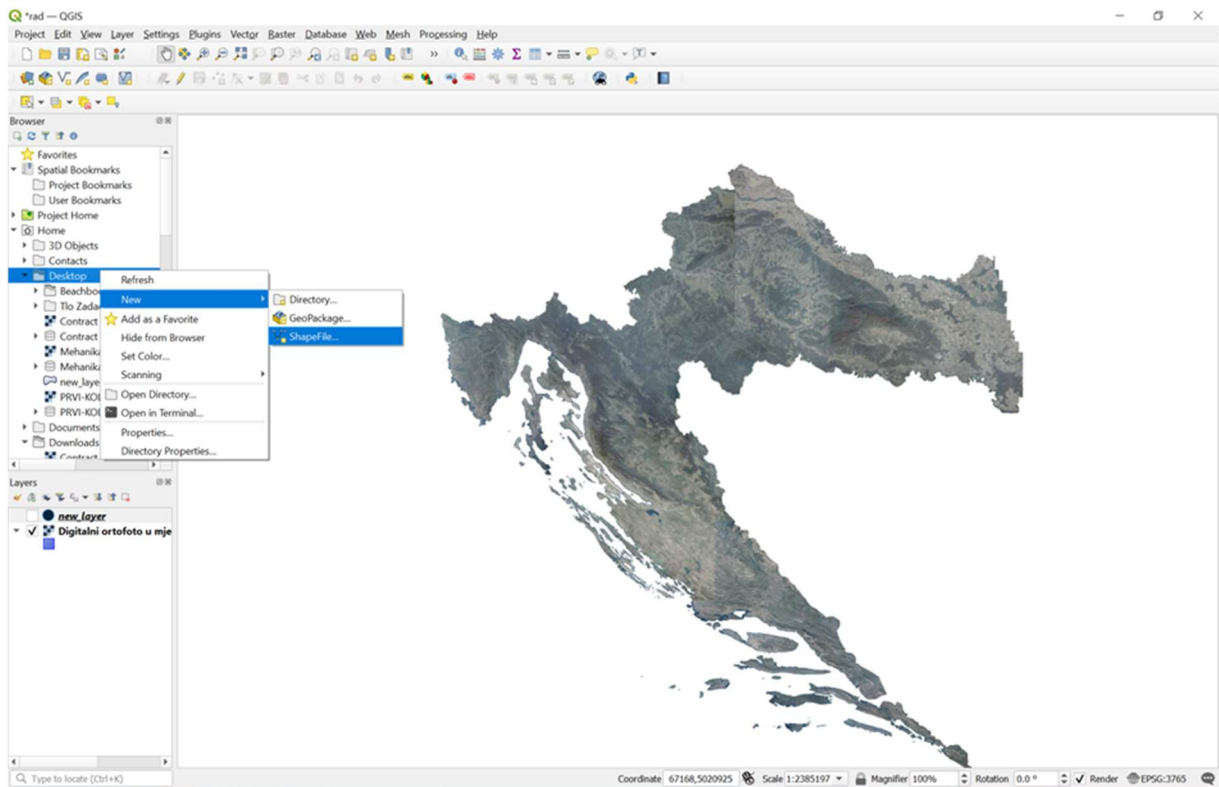 *rad — QGIS
Project Edit View Layer Settings Plugins Vector Raster Database Web Mesh Processing Help
Browser
Favorites
Spatial Bookmarks
Project Bookmarks
User Bookmarks
Project Home
Home
3D Objects
Contacts
Desktop
Beachbo
Tlo Zada
Contract
Contract
Mehanika
Mehanika
new_laye
PRVI-KOL
PRVI-KOL
Documents
Downloads
Contract
Refresh
New
Add as a Favorite
Hide from Browser
Set Color...
Scanning
Open Directory...
Open in Terminal...
Properties...
Directory Properties...
Directory...
GeoPackage...
ShapeFile...
Layers
new_layer
Digitalni ortofoto u mje
Type to locate (Ctrl+K) Coordinate 67168,5020925 Scale 1:2385197 Magnifier 100% Rotation 0.0 ° Render EPSG:3765